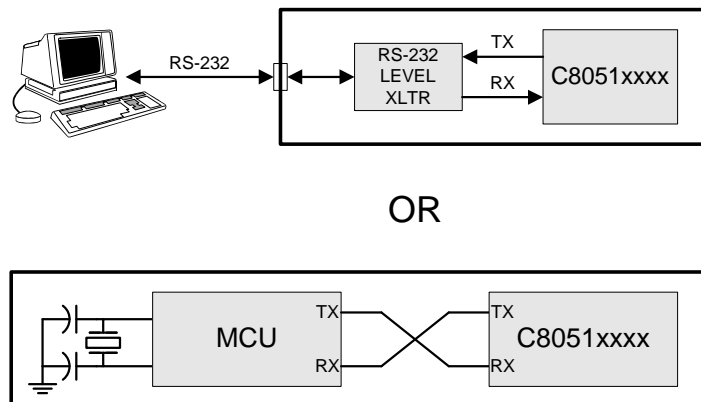 RS-232
RS-232
LEVEL
XLTR
TX
RX
C8051xxxx
OR
MCU
TX
RX
TX
RX
C8051xxxx